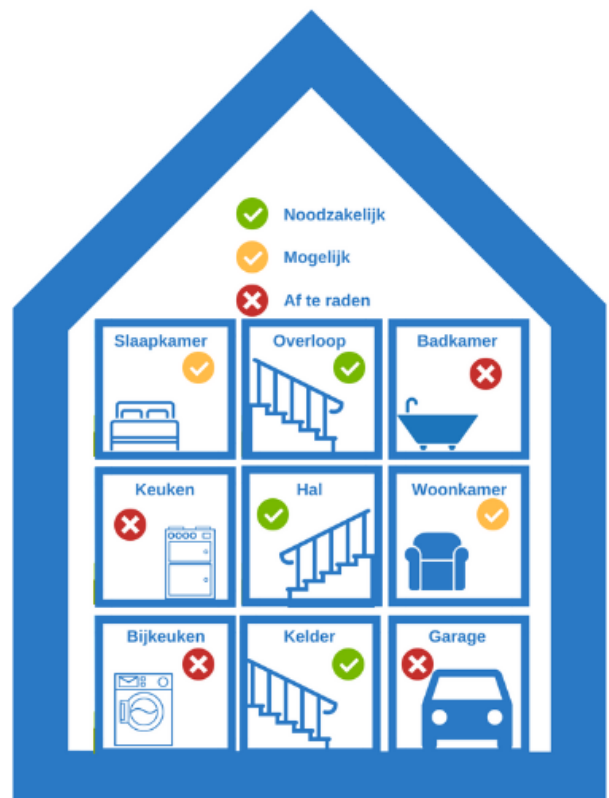 Noodzakelijk
Mogelijk
Af te raden
Slaapkamer
Overloop
Badkamer
Keuken
Hal
Woonkamer
Bijkeuken
Kelder
Garage